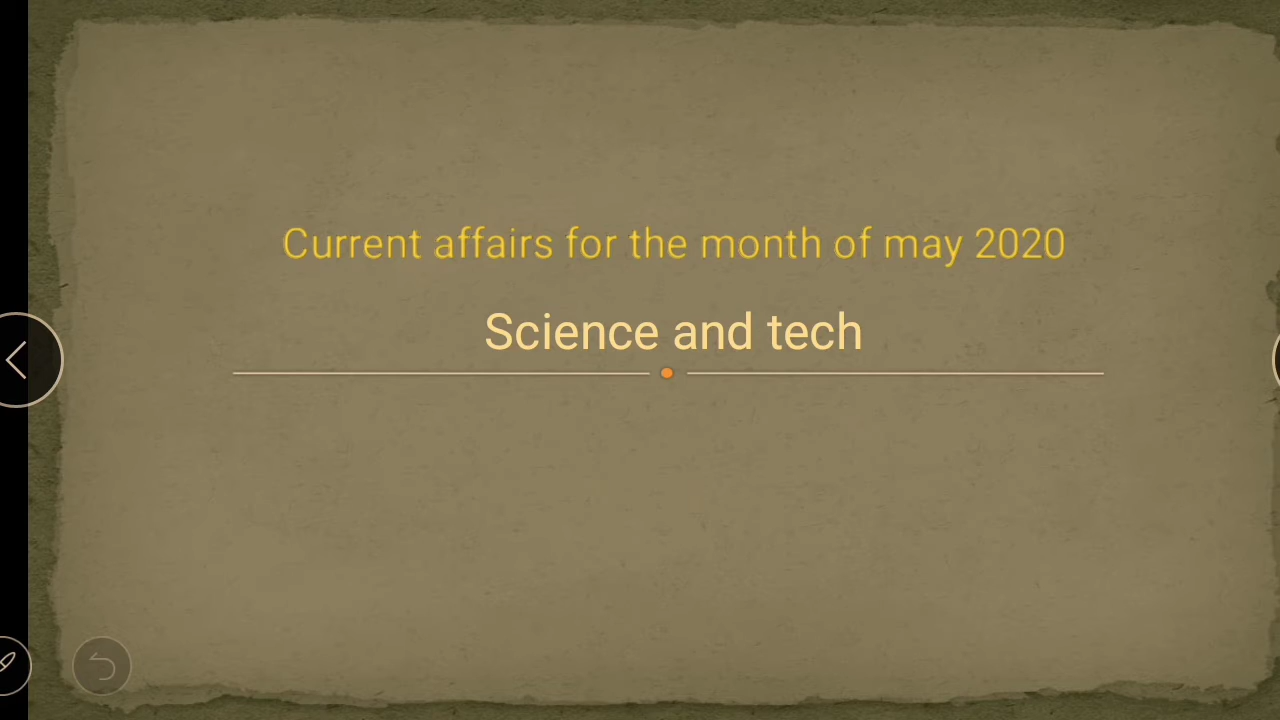 Current affairs for the month of may 2020
Science and tech